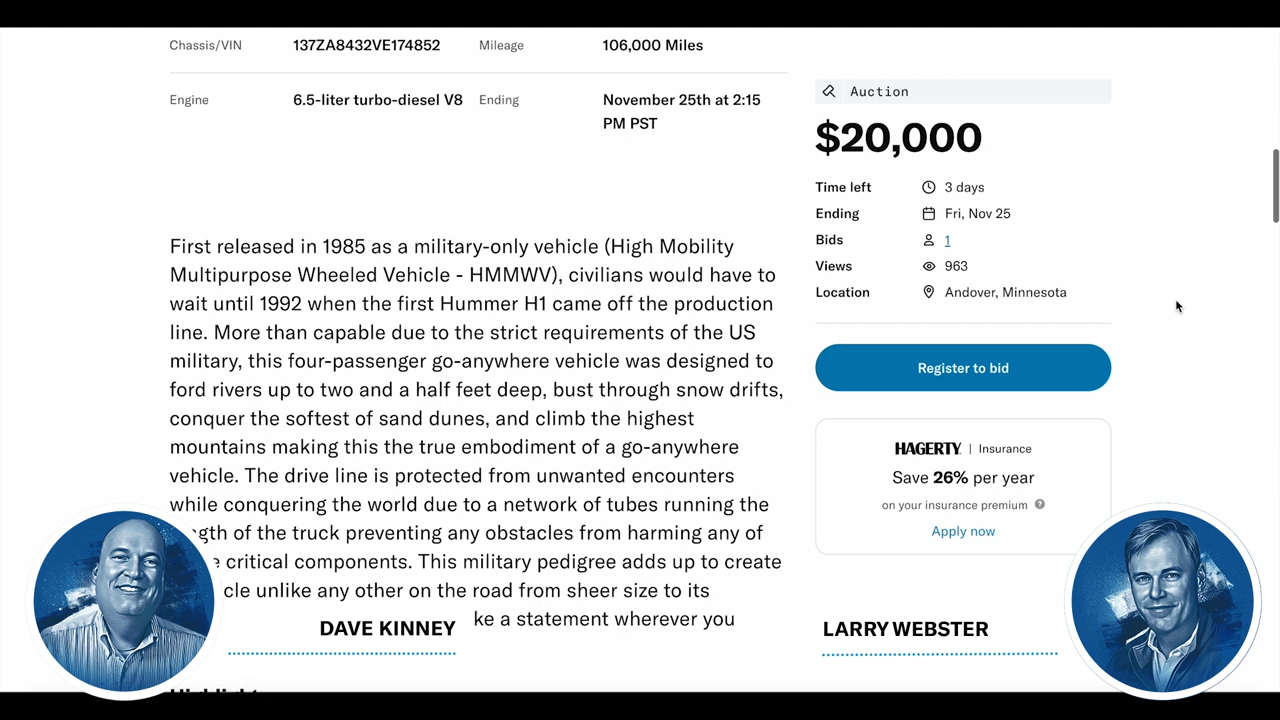 Chassis/VIN 137ZA8432VE174852 Mileage 106,000 Miles
Engine 6.5-liter turbo-diesel V8 Ending November 25th at 2:15
PM PST
First released in 1985 as a military-only vehicle (High Mobility
Multipurpose Wheeled Vehicle - HMMWV), civilians would have to
wait until 1992 when the first Hummer H1 came off the production
line. More than capable due to the strict requirements of the US
military, this four-passenger go-anywhere vehicle was designed to
ford rivers up to two and a half feet deep, bust through snow drifts,
conquer the softest of sand dunes, and climb the highest
mountains making this the true embodiment of a go-anywhere
vehicle. The drive line is protected from unwanted encounters
while conquering the world due to a network of tubes running the
of the truck preventing any obstacles from harming any of
critical components. This military pedigree adds up to create
unlike any other on the road from sheer size to its
a statement wherever you
Auction
$20,000
Time left 3 days
Ending Fri, Nov 25
Bids 1
Views 963
Location Andover, Minnesota
Register to bid
HAGERTY | Insurance
Save 26% per year
on your insurance premium ?
Apply now
DAVE KINNEY
LARRY WEBSTER